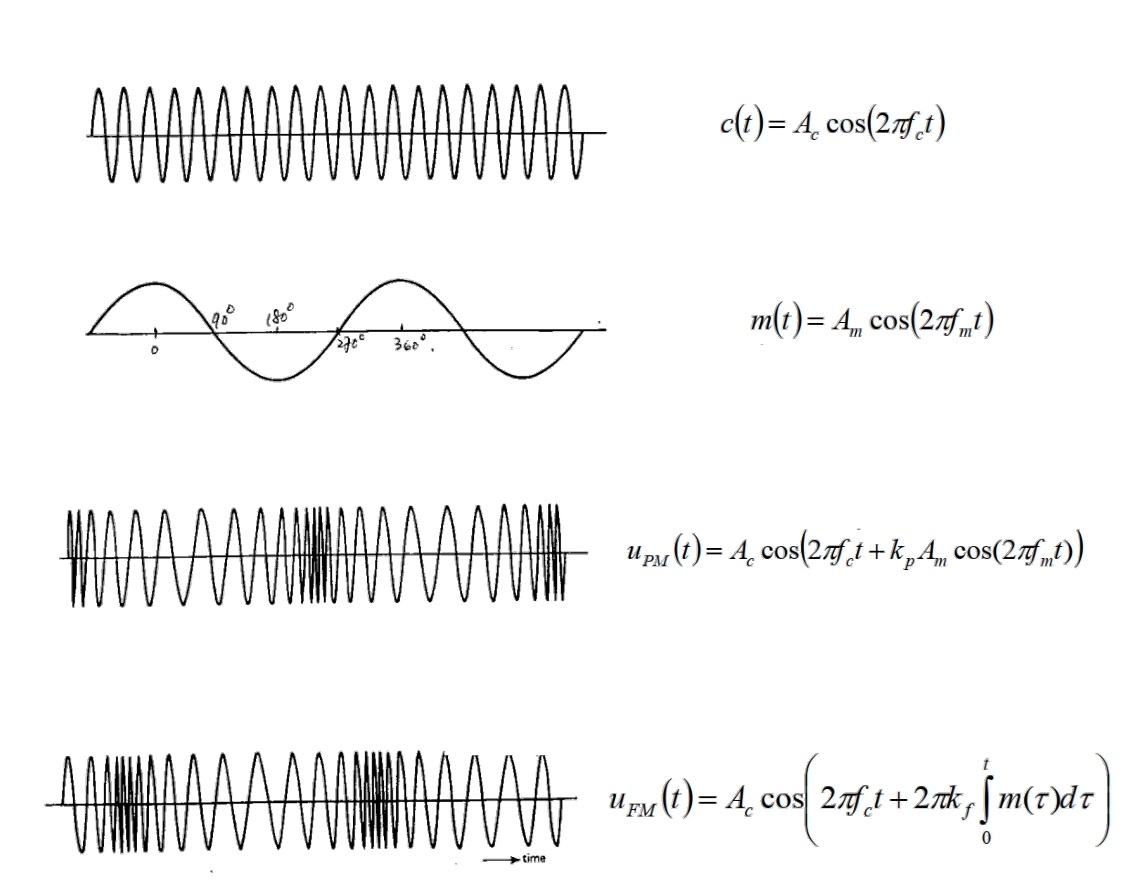 c(t) = A_c cos(2πf_c t)
90° 180°
0 270° 360°.
m(t) = A_m cos(2πf_m t)
u_PM(t) = A_c cos(2πf_c t + k_p A_m cos(2πf_m t))
u_FM(t) = A_c cos(2πf_c t + 2πk_f ∫_0^t m(τ)dτ)
time